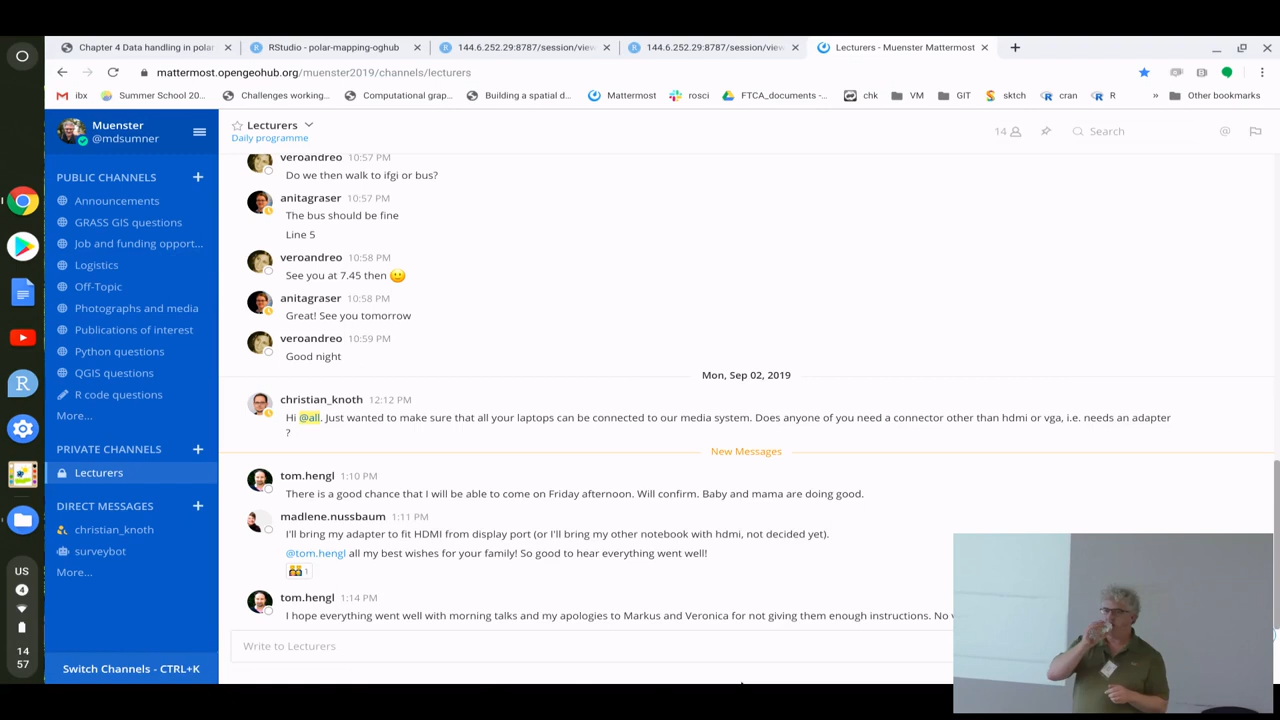 Chapter 4 Data handling in polar
RStudio - polar-mapping-oghub
144.6.252.29:8787/session/view
144.6.252.29:8787/session/view
Lecturers - Muenster Mattermost
mattermost.opengeohub.org/muenster2019/channels/lecturers
ibx
Summer School 20...
Challenges working...
Computational grap...
Building a spatial d...
Mattermost
rosci
FTCA_documents -...
chk
VM
GIT
sktch
cran
R
»
Other bookmarks
Muenster
@mdsumner
PUBLIC CHANNELS +
Announcements
GRASS GIS questions
Job and funding opport...
Logistics
Off-Topic
Photographs and media
Publications of interest
Python questions
QGIS questions
R code questions
More...
PRIVATE CHANNELS +
Lecturers
DIRECT MESSAGES +
christian_knoth
surveybot
More...
Switch Channels - CTRL+K
US
4
14
57
Lecturers
Daily programme
14
Search
@
veroandreo 10:57 PM
Do we then walk to ifgi or bus?
anitagraser 10:57 PM
The bus should be fine
Line 5
veroandreo 10:58 PM
See you at 7.45 then
anitagraser 10:58 PM
Great! See you tomorrow
veroandreo 10:59 PM
Good night
Mon, Sep 02, 2019
christian_knoth 12:12 PM
Hi @all. Just wanted to make sure that all your laptops can be connected to our media system. Does anyone of you need a connector other than hdmi or vga, i.e. needs an adapter
?
New Messages
tom.hengl 1:10 PM
There is a good chance that I will be able to come on Friday afternoon. Will confirm. Baby and mama are doing good.
madlene.nussbaum 1:11 PM
I'll bring my adapter to fit HDMI from display port (or I'll bring my other notebook with hdmi, not decided yet).
@tom.hengl all my best wishes for your family! So good to hear everything went well!
1
tom.hengl 1:14 PM
I hope everything went well with morning talks and my apologies to Markus and Veronica for not giving them enough instructions. No
Write to Lecturers